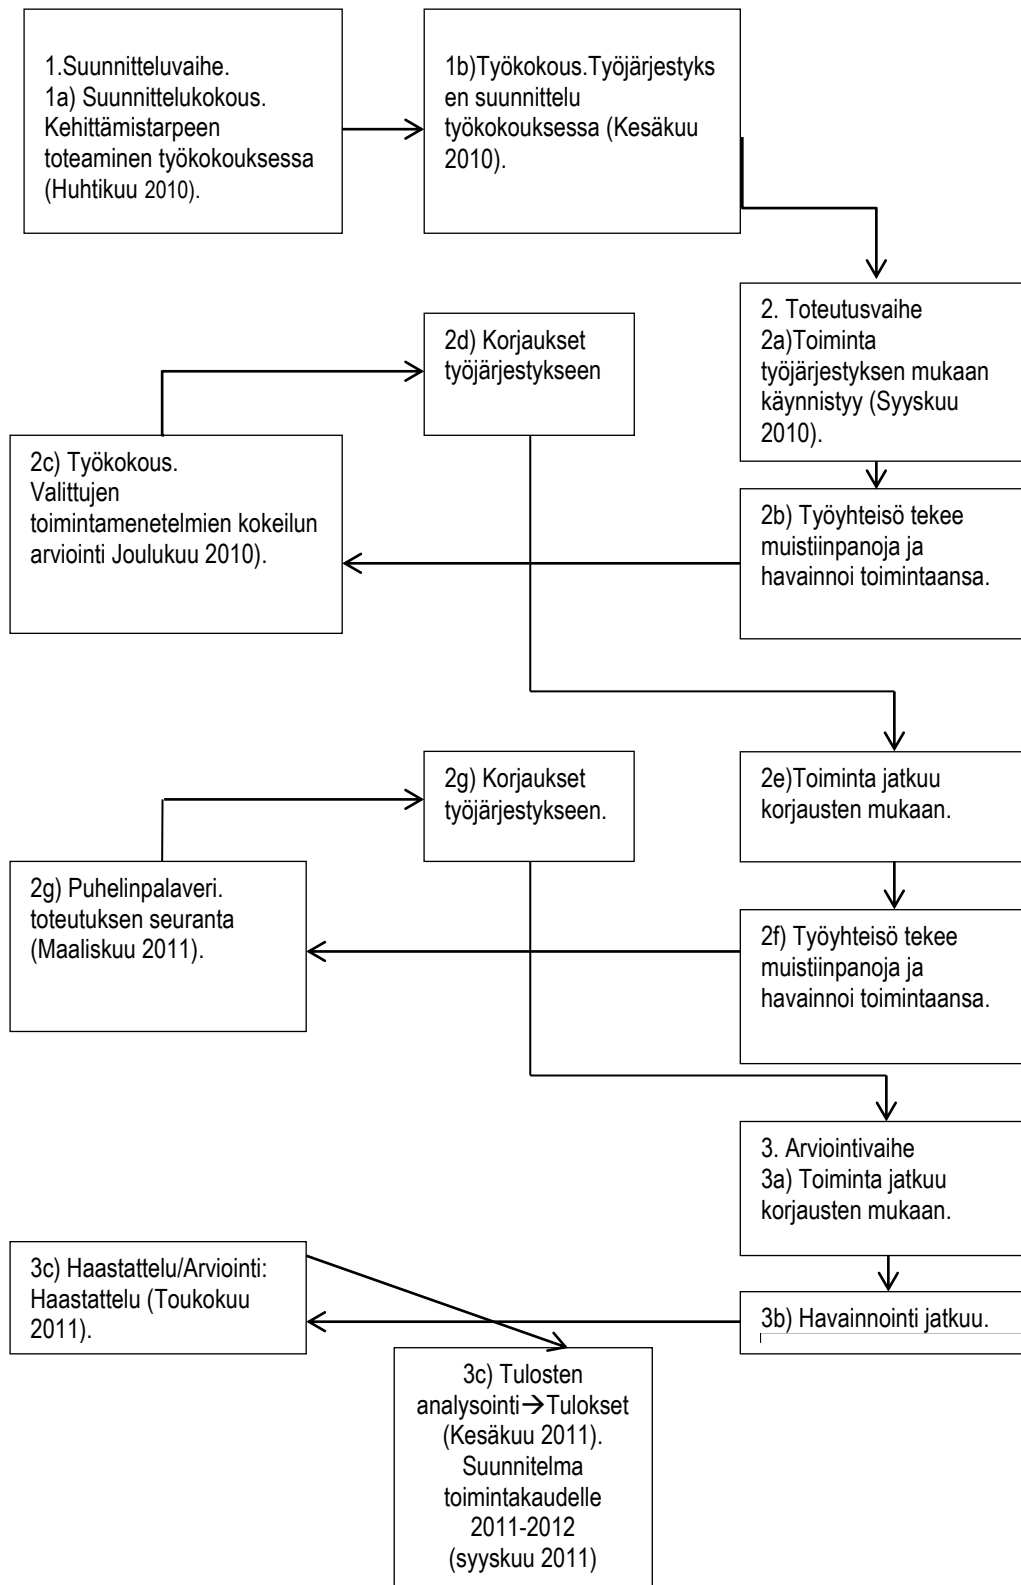 1.Suunnitteluvaihe.
1a) Suunnittelukokous.
Kehittämistarpeen
toteaminen työkokouksessa
(Huhtikuu 2010).
1b)Työkokous.Työjärjestyks
en suunnittelu
työkokouksessa (Kesäkuu
2010).
2. Toteutusvaihe
2a)Toiminta
työjärjestyksen mukaan
käynnistyy (Syyskuu
2010).
2b) Työyhteisö tekee
muistiinpanoja ja
havainnoi toimintaansa.
2c) Työkokous.
Valittujen
toimintamenetelmien kokeilun
arviointi Joulukuu 2010).
2d) Korjaukset
työjärjestykseen
2e)Toiminta jatkuu
korjausten mukaan.
2f) Työyhteisö tekee
muistiinpanoja ja
havainnoi toimintaansa.
2g) Puhelinpalaveri.
toteutuksen seuranta
(Maaliskuu 2011).
2g) Korjaukset
työjärjestykseen.
3. Arviointivaihe
3a) Toiminta jatkuu
korjausten mukaan.
3b) Havainnointi jatkuu.
3c) Haastattelu/Arviointi:
Haastattelu (Toukokuu
2011).
3c) Tulosten
analysointi→Tulokset
(Kesäkuu 2011).
Suunnitelma
toimintakaudelle
2011-2012
(syyskuu 2011)